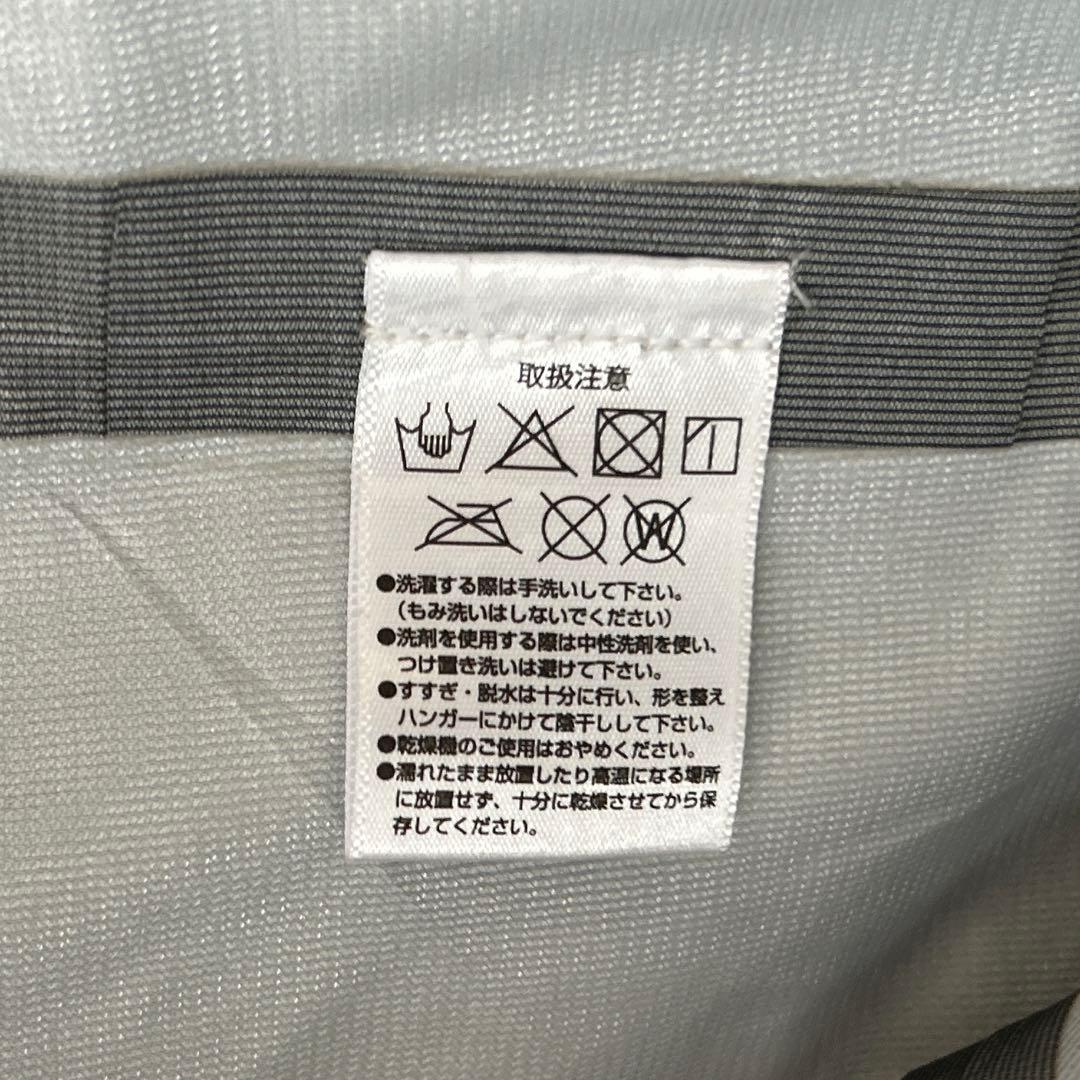 取扱注意
W
●洗濯する際は手洗いして下さい。
(もみ洗いはしないでください)
●洗剤を使用する際は中性洗剤を使い、
つけ置き洗いは避けて下さい。
●すすぎ・脱水は十分に行い、形を整え
ハンガーにかけて陰干しして下さい。
●乾燥機のご使用はおやめください。
●濡れたまま放置したり高温になる場所
に放置せず、十分に乾燥させてから保
存してください。